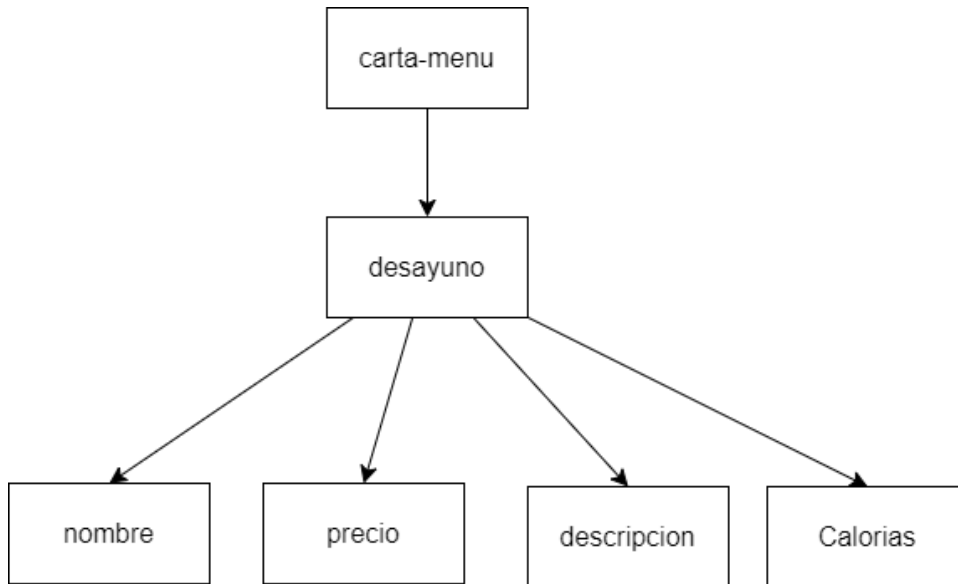 carta-menu
desayuno
nombre
precio
descripcion
Calorias